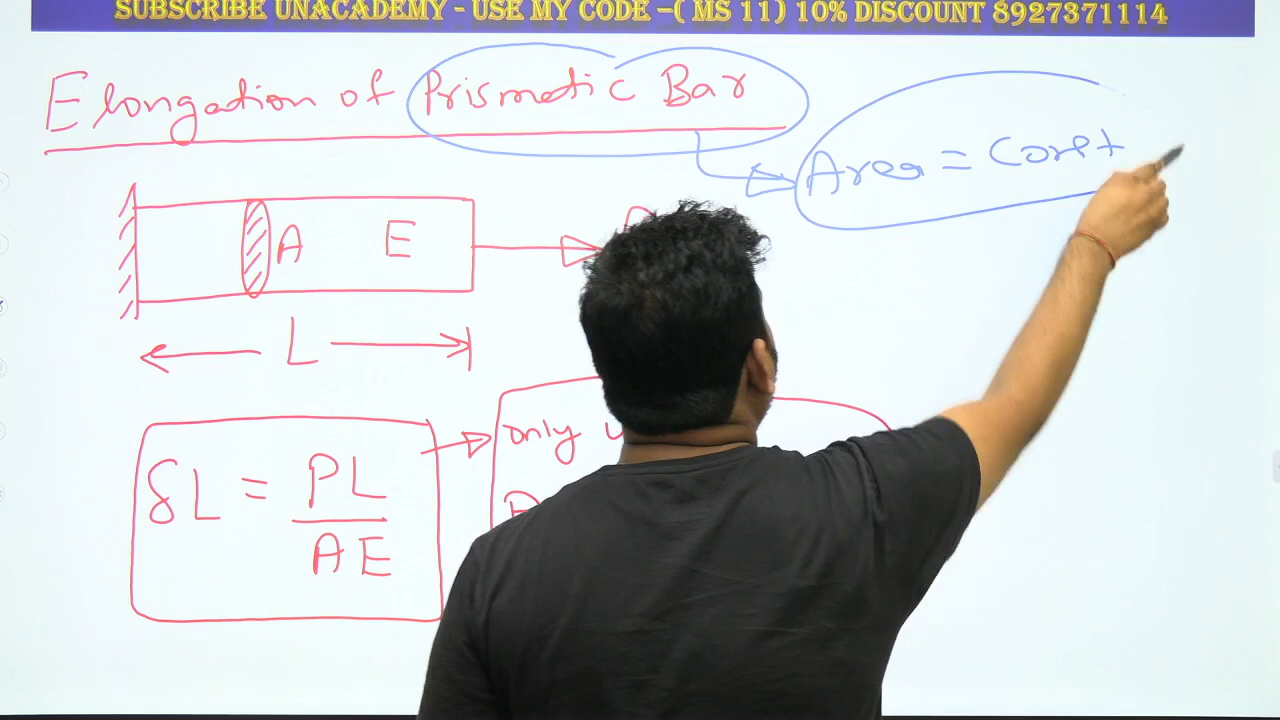 SUBSCRIBE UNACADEMY - USE MY CODE -( MS 11) 10% DISCOUNT 8927371114
Elongation of Prismatic Bar
Area = Const
A E
L
only
δL = PL / AE